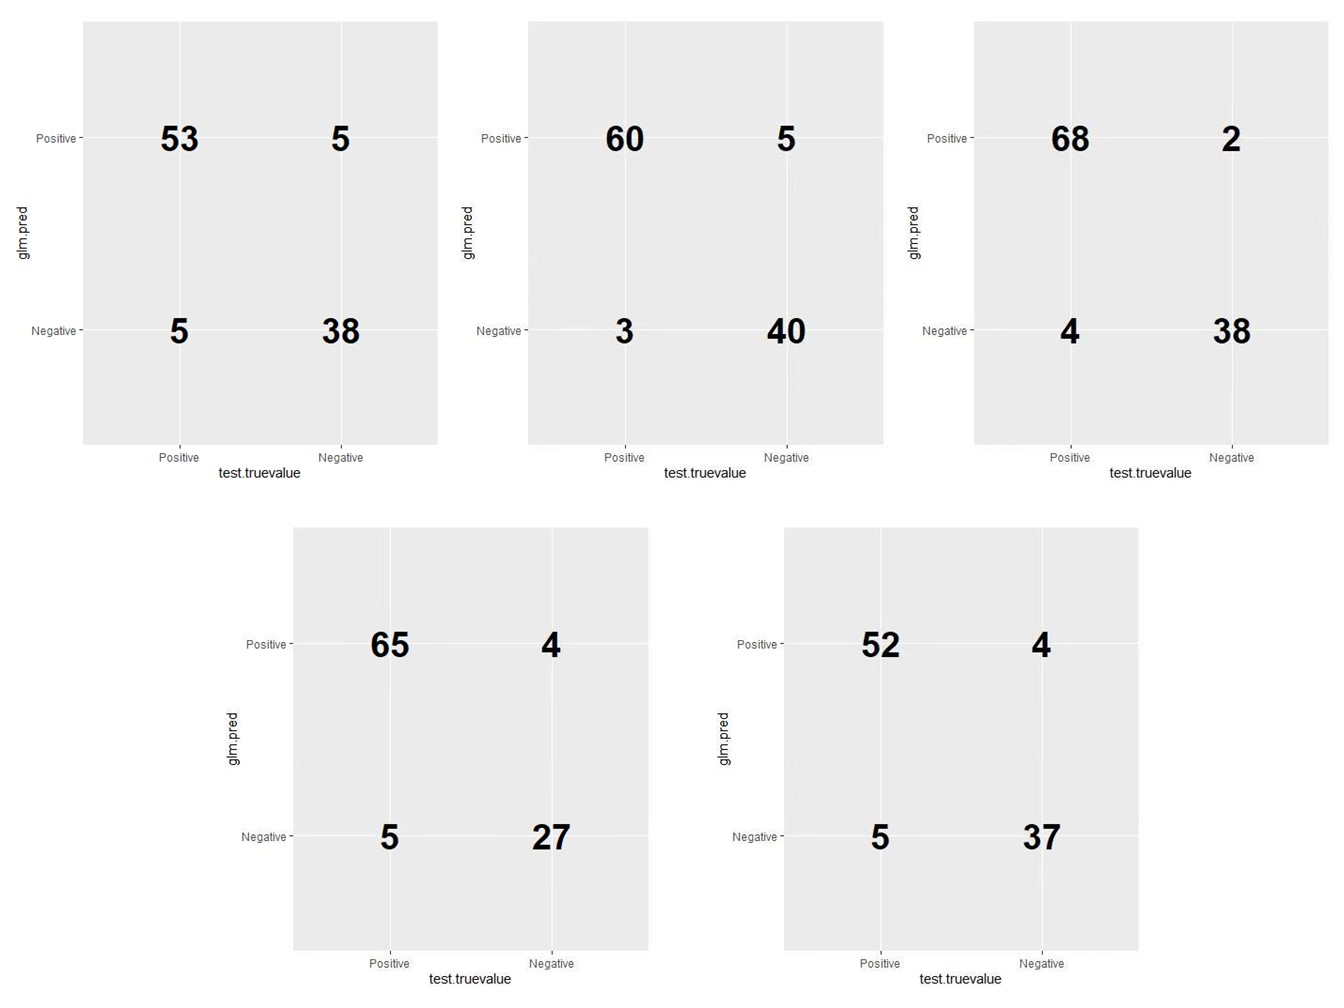 Positive 53 5
glm.pred
Negative 5 38
Positive Negative
test.truevalue
Positive 60 5
glm.pred
Negative 3 40
Positive Negative
test.truevalue
Positive 68 2
glm.pred
Negative 4 38
Positive Negative
test.truevalue
Positive 65 4
glm.pred
Negative 5 27
Positive Negative
test.truevalue
Positive 52 4
glm.pred
Negative 5 37
Positive Negative
test.truevalue